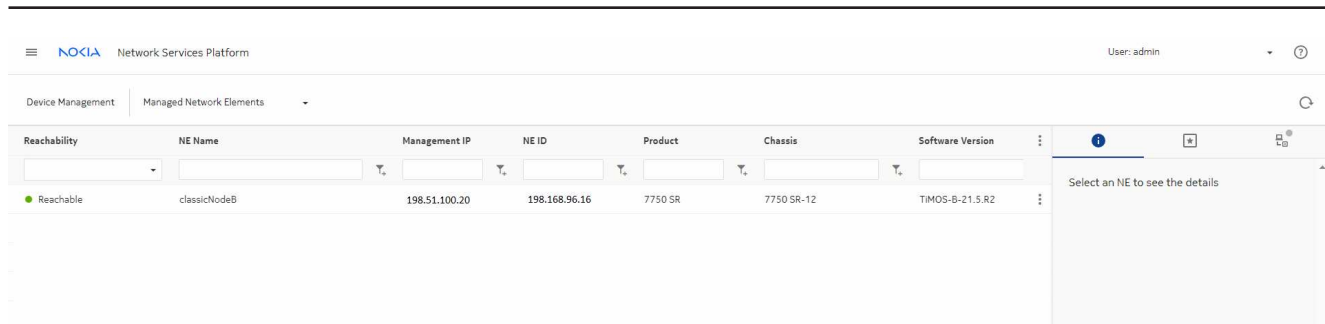 NOKIA Network Services Platform User: admin
Device Management Managed Network Elements
Reachability NE Name Management IP NE ID Product Chassis Software Version
Select an NE to see the details
Reachable classicNodeB 198.51.100.20 198.168.96.16 7750 SR 7750 SR-12 TiMOS-B-21.5.R2